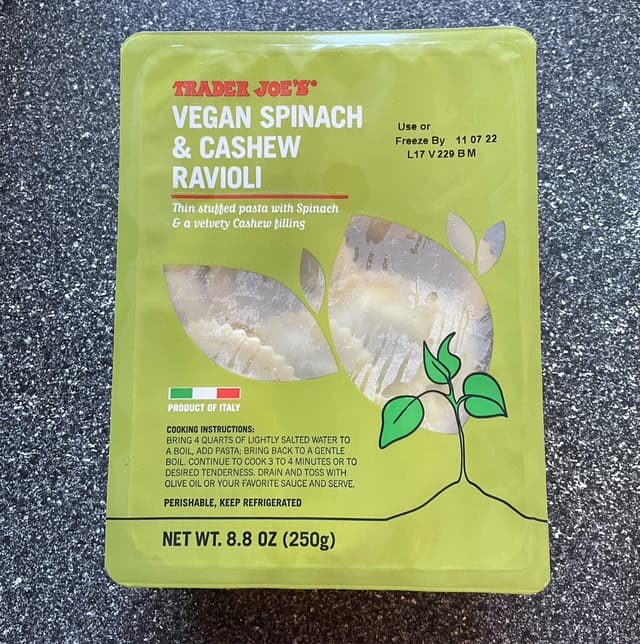 TRADER JOE'S®
VEGAN SPINACH
& CASHEW
RAVIOLI
Thin stuffed pasta with Spinach
& a velvety Cashew filling
Use or
Freeze By 11 07 22
L17 V 229 B M
PRODUCT OF ITALY
COOKING INSTRUCTIONS:
BRING 4 QUARTS OF LIGHTLY SALTED WATER TO
A BOIL, ADD PASTA; BRING BACK TO A GENTLE
BOIL. CONTINUE TO COOK 3 TO 4 MINUTES OR TO
DESIRED TENDERNESS. DRAIN AND TOSS WITH
OLIVE OIL OR YOUR FAVORITE SAUCE AND SERVE.
PERISHABLE, KEEP REFRIGERATED
NET WT. 8.8 OZ (250g)